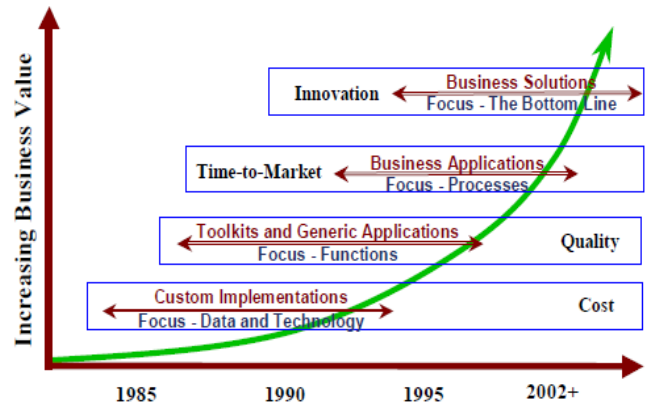 Increasing Business Value
Business Solutions
Innovation
Focus - The Bottom Line
Business Applications
Time-to-Market
Focus - Processes
Toolkits and Generic Applications
Quality
Focus - Functions
Custom Implementations
Cost
Focus - Data and Technology
1985 1990 1995 2002+